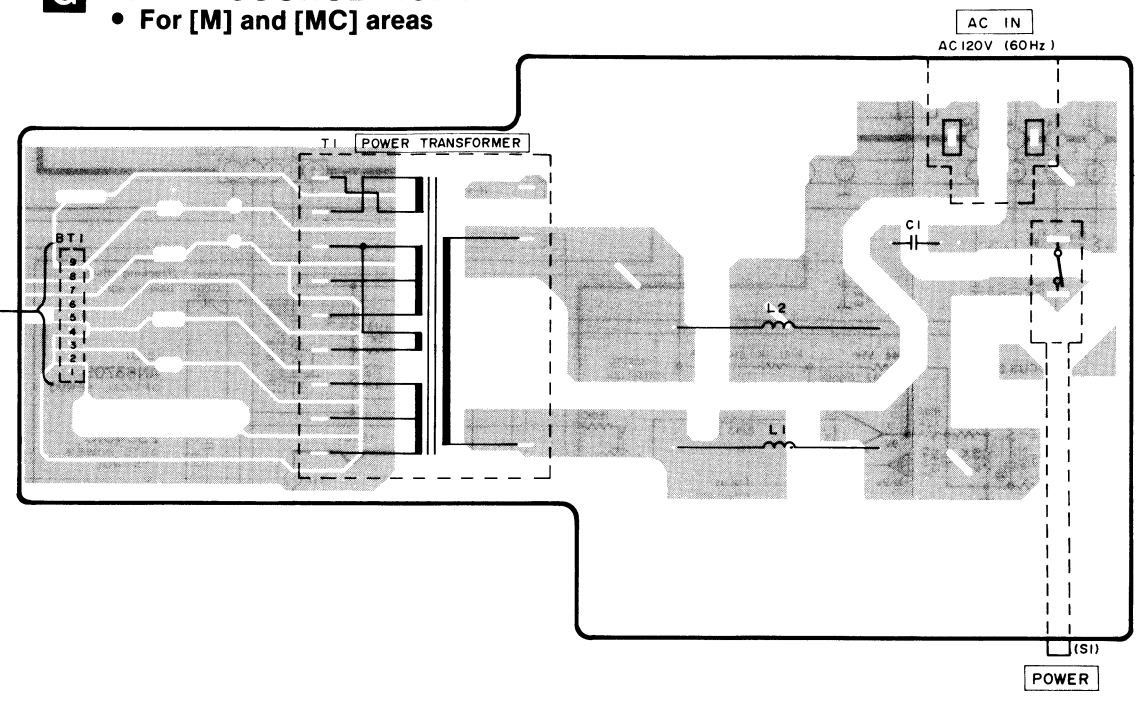 G
• For [M] and [MC] areas
AC IN
AC120V (60Hz)
T1 POWER TRANSFORMER
BT1
9
8
7
6
5
4
3
2
1
C1
L2
L1
(S1)
POWER